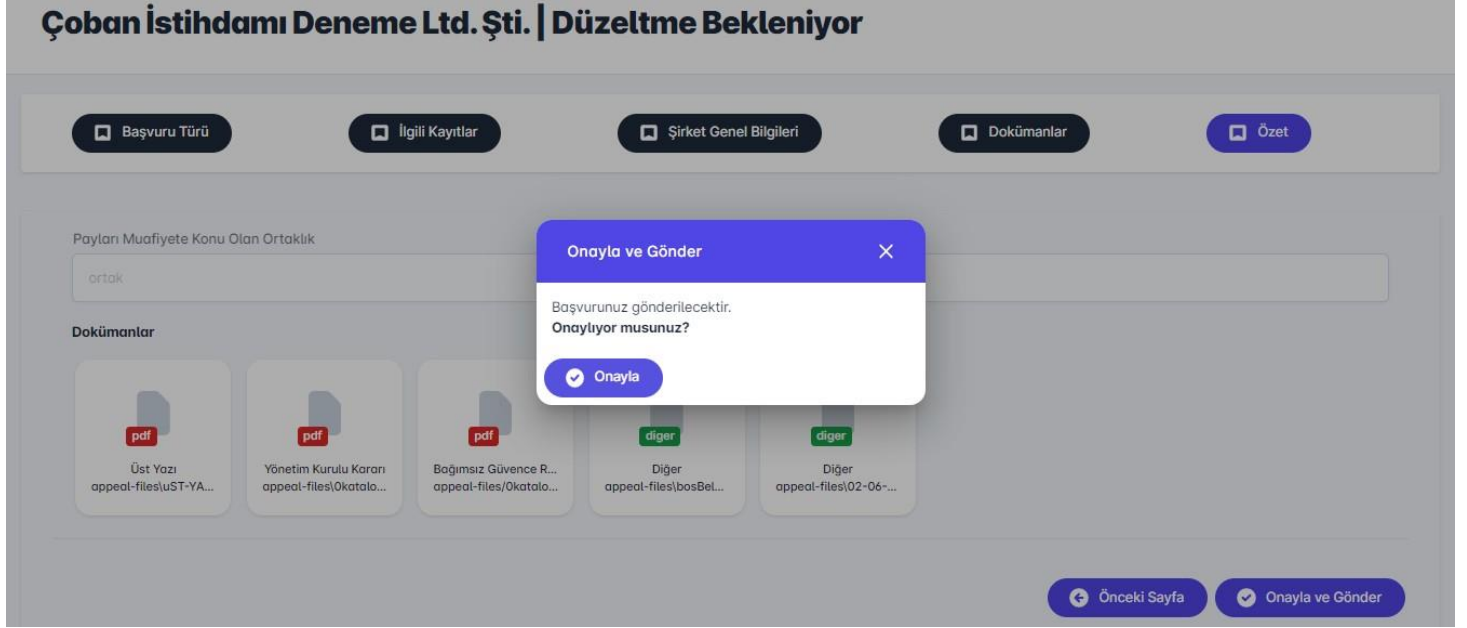 Çoban İstihdamı Deneme Ltd. Şti. | Düzeltme Bekleniyor
Başvuru Türü
İlgili Kayıtlar
Şirket Genel Bilgileri
Dokümanlar
Özet
Payları Muafiyete Konu Olan Ortaklık
ortak
Onayla ve Gönder
Başvurunuz gönderilecektir.
Onaylıyor musunuz?
Onayla
Dokümanlar
pdf
Üst Yazı
appeal-files\uST-YA...
pdf
Yönetim Kurulu Kararı
appeal-files\0katalo...
pdf
Bağımsız Güvence R...
appeal-files/0katalo...
diger
Diğer
appeal-files\bosBel...
diger
Diğer
appeal-files\02-06-...
Önceki Sayfa
Onayla ve Gönder